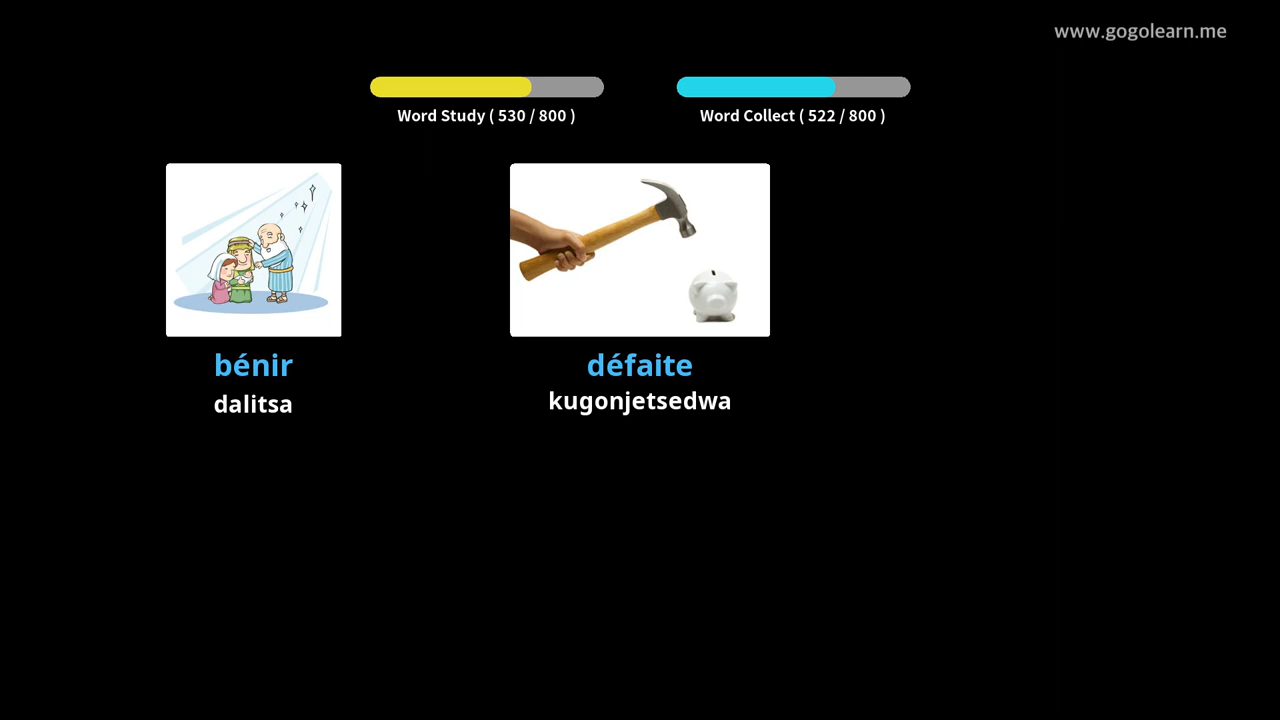 www.gogolearn.me
Word Study ( 530 / 800 )
Word Collect ( 522 / 800 )
bénir
dalitsa
défaite
kugonjetsedwa